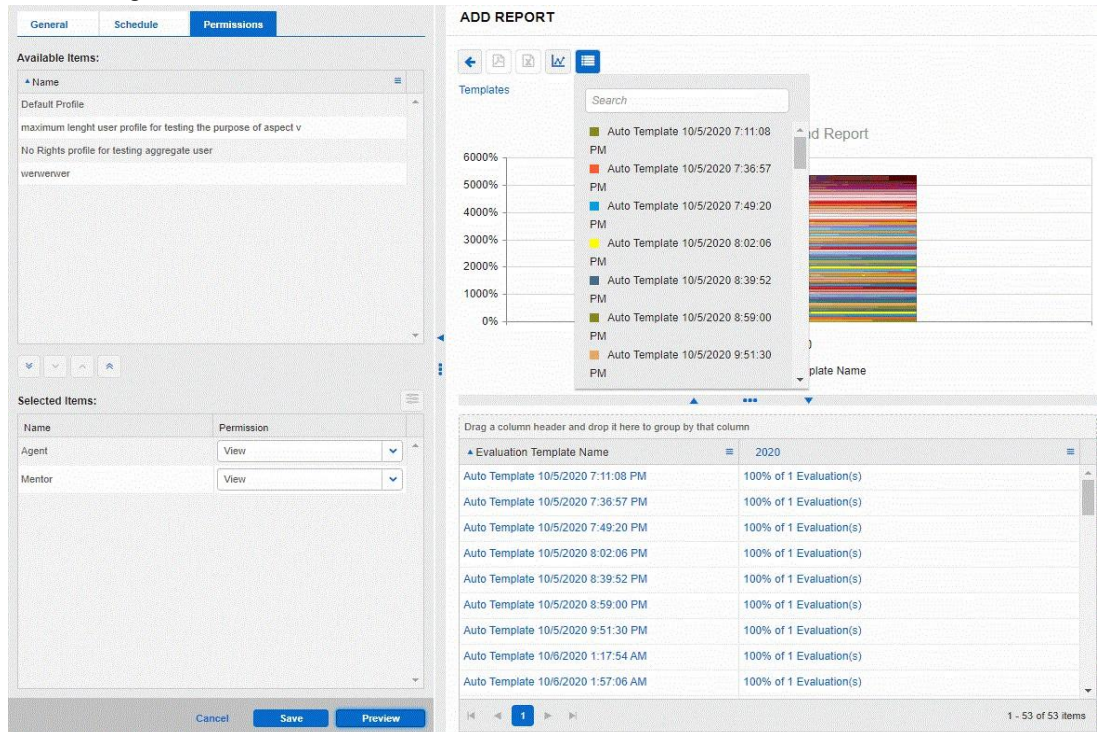 General Schedule Permissions
Available Items:
Name
Default Profile
maximum lenght user profile for testing the purpose of aspect v
No Rights profile for testing aggregate user
werwerwer
Selected Items:
Name Permission
Agent View
Mentor View
Cancel Save Preview
ADD REPORT
Templates
Search
Auto Template 10/5/2020 7:11:08
PM
Auto Template 10/5/2020 7:36:57
PM
Auto Template 10/5/2020 7:49:20
PM
Auto Template 10/5/2020 8:02:06
PM
Auto Template 10/5/2020 8:39:52
PM
Auto Template 10/5/2020 8:59:00
PM
Auto Template 10/5/2020 9:51:30
PM
Report
6000%
5000%
4000%
3000%
2000%
1000%
0%
plate Name
Drag a column header and drop it here to group by that column
Evaluation Template Name 2020
Auto Template 10/5/2020 7:11:08 PM 100% of 1 Evaluation(s)
Auto Template 10/5/2020 7:36:57 PM 100% of 1 Evaluation(s)
Auto Template 10/5/2020 7:49:20 PM 100% of 1 Evaluation(s)
Auto Template 10/5/2020 8:02:06 PM 100% of 1 Evaluation(s)
Auto Template 10/5/2020 8:39:52 PM 100% of 1 Evaluation(s)
Auto Template 10/5/2020 8:59:00 PM 100% of 1 Evaluation(s)
Auto Template 10/5/2020 9:51:30 PM 100% of 1 Evaluation(s)
Auto Template 10/6/2020 1:17:54 AM 100% of 1 Evaluation(s)
Auto Template 10/6/2020 1:57:06 AM 100% of 1 Evaluation(s)
1 1 - 53 of 53 items